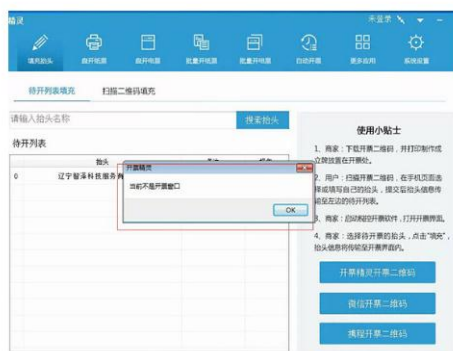 精灵
未登录
填充抬头
自开纸票
自开电票
批量开纸票
批量开电票
自动开票
更多应用
系统设置
待开列表填充
扫描二维码填充
请输入抬头名称
搜索抬头
待开列表
抬头
操作
0
辽宁智泽科技服务有
开票精灵
当前不是开票窗口
OK
使用小贴士
1、商家：下载开票二维码，并打印制作成
立牌放置在开票处。
2、用户：扫描开票二维码，在手机页面选
择或填写自己的抬头，提交后抬头信息传
输至左边的待开列表。
3、商家：启动税控开票软件，打开开票界面。
4、商家：选择待开票的抬头，点击“填充”，
抬头信息将传输至开票界面内。
开票精灵开票二维码
微信开票二维码
携程开票二维码